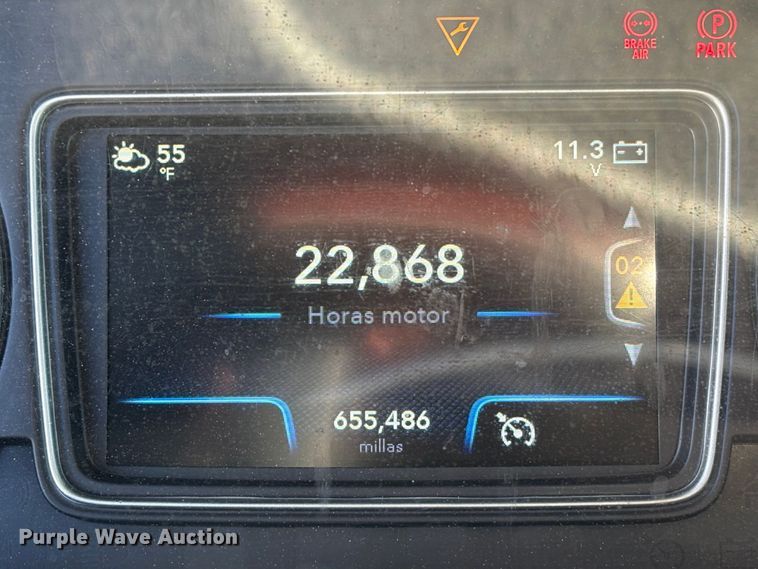 P
BRAKE
AIR
PARK
55
°F
11.3
V
22,868
02
Horas motor
655,486
millas
Purple Wave Auction